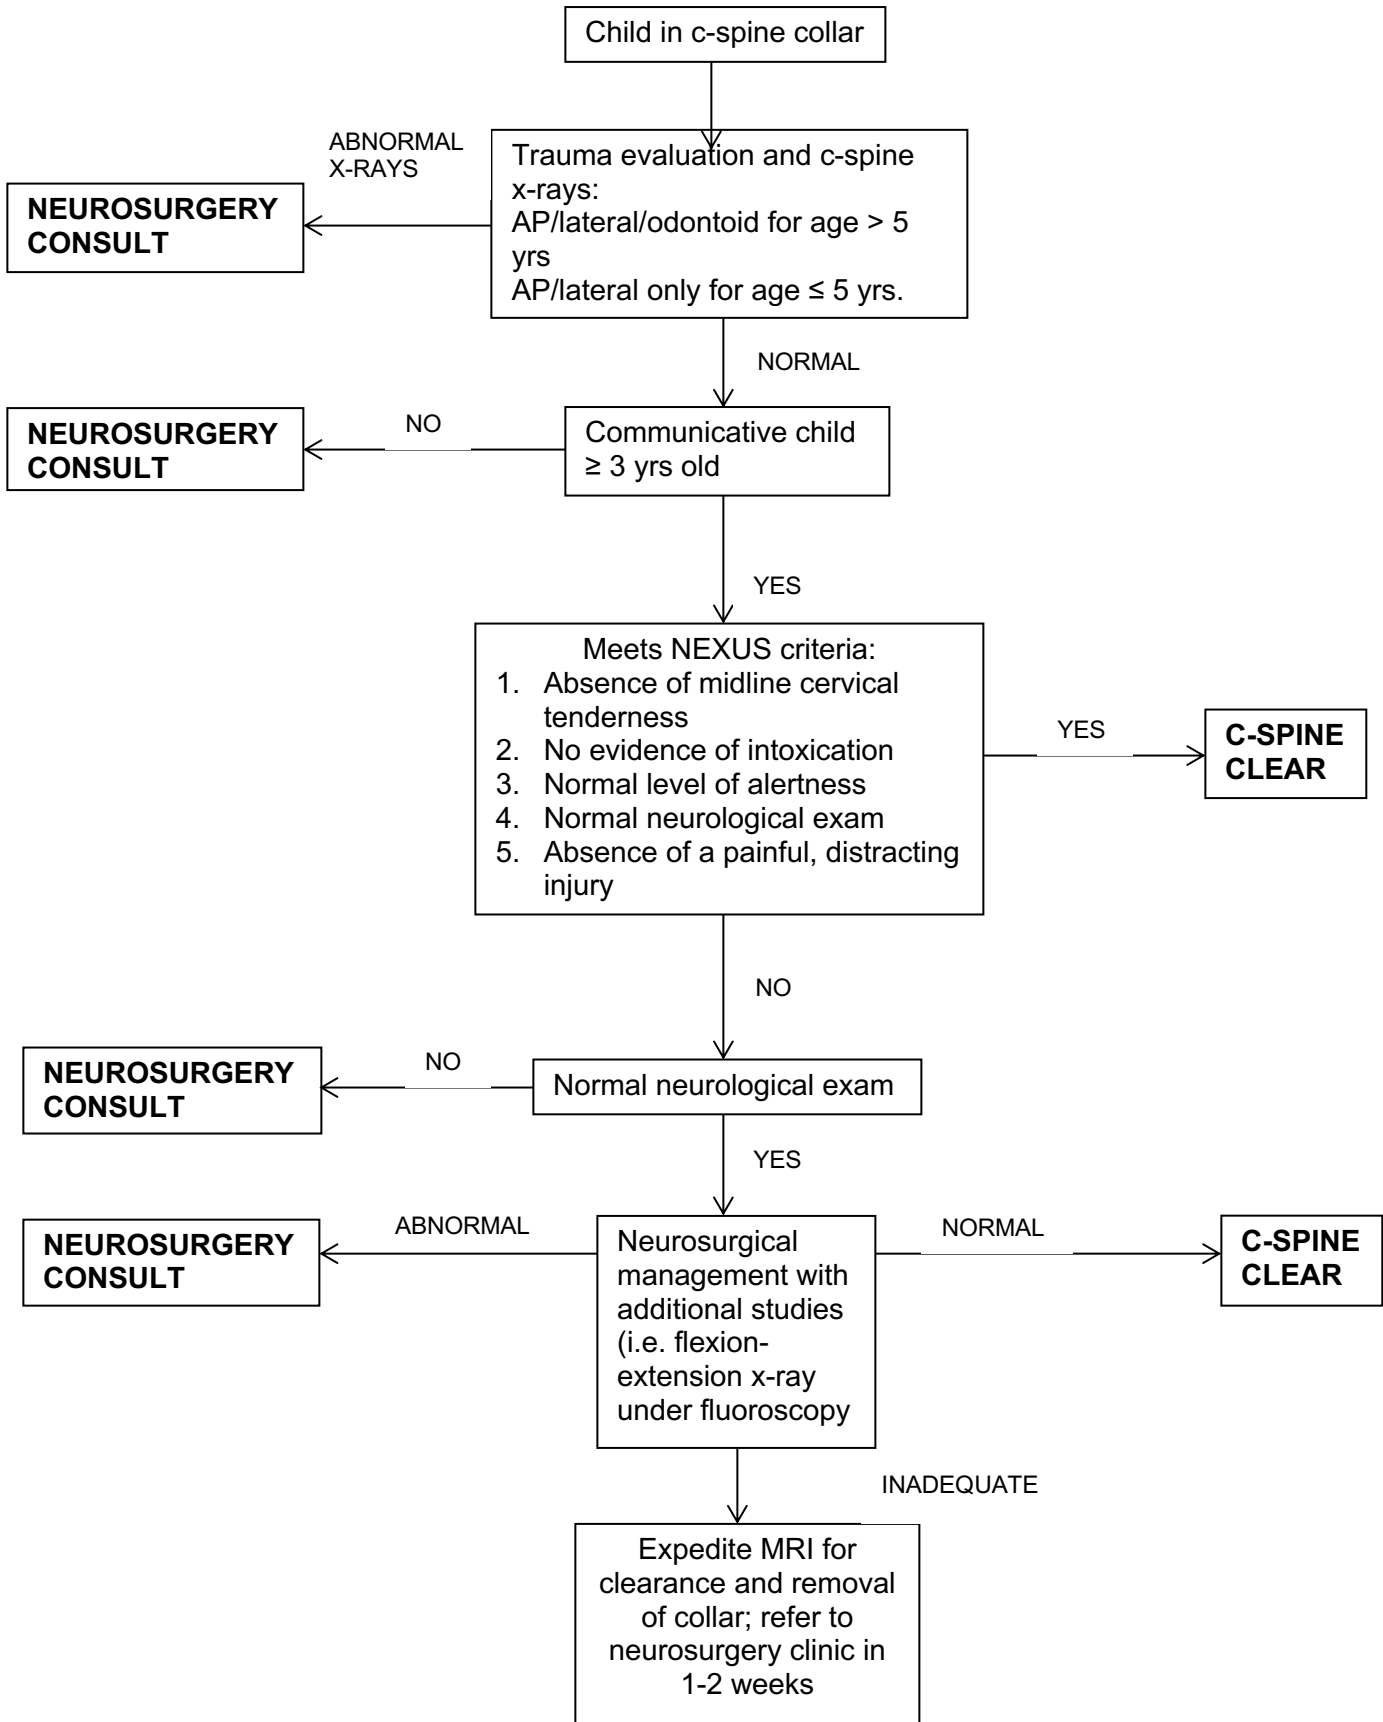 Child in c-spine collar
ABNORMAL
X-RAYS
Trauma evaluation and c-spine
x-rays:
AP/lateral/odontoid for age > 5
yrs
AP/lateral only for age ≤ 5 yrs.
NEUROSURGERY
CONSULT
NORMAL
NO
Communicative child
≥ 3 yrs old
NEUROSURGERY
CONSULT
YES
Meets NEXUS criteria:
1. Absence of midline cervical
tenderness
2. No evidence of intoxication
3. Normal level of alertness
4. Normal neurological exam
5. Absence of a painful, distracting
injury
YES
C-SPINE
CLEAR
NO
NO
Normal neurological exam
NEUROSURGERY
CONSULT
YES
ABNORMAL
NEUROSURGERY
CONSULT
Neurosurgical
management with
additional studies
(i.e. flexion-
extension x-ray
under fluoroscopy
NORMAL
C-SPINE
CLEAR
INADEQUATE
Expedite MRI for
clearance and removal
of collar; refer to
neurosurgery clinic in
1-2 weeks